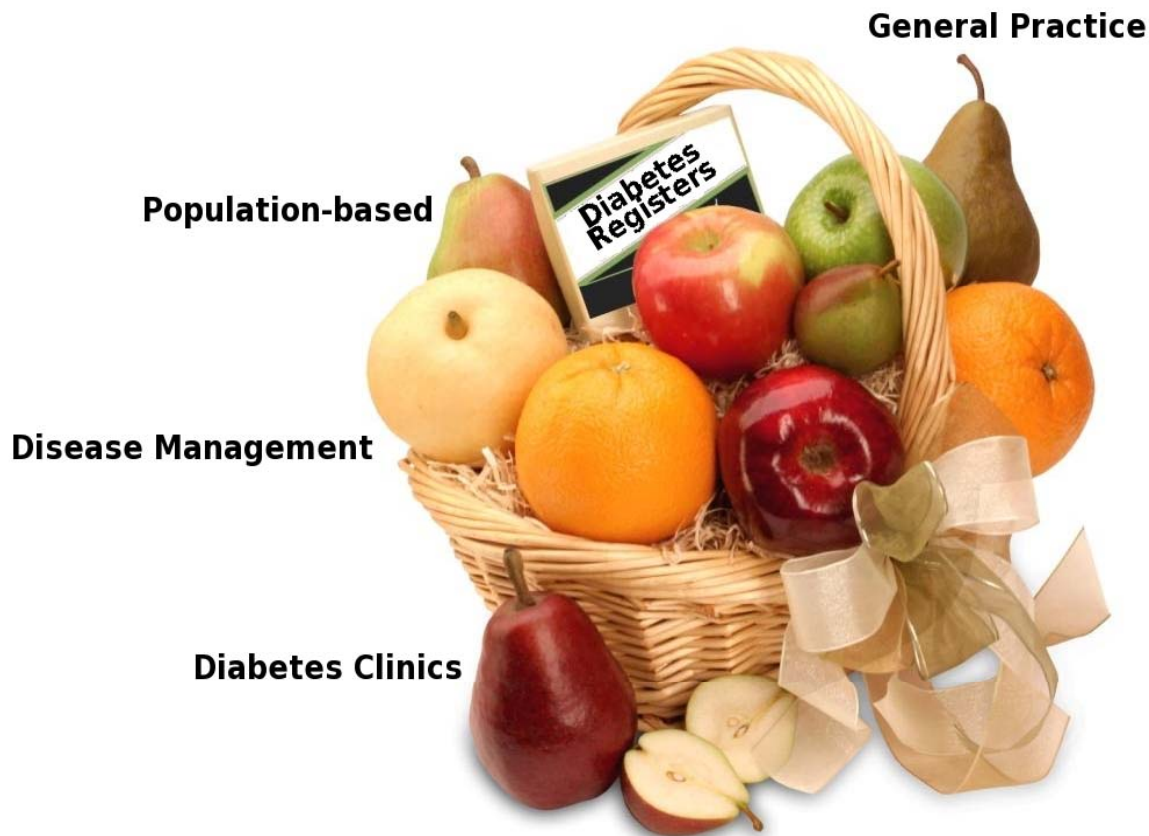 General Practice
Diabetes
Registers
Population-based
Disease Management
Diabetes Clinics